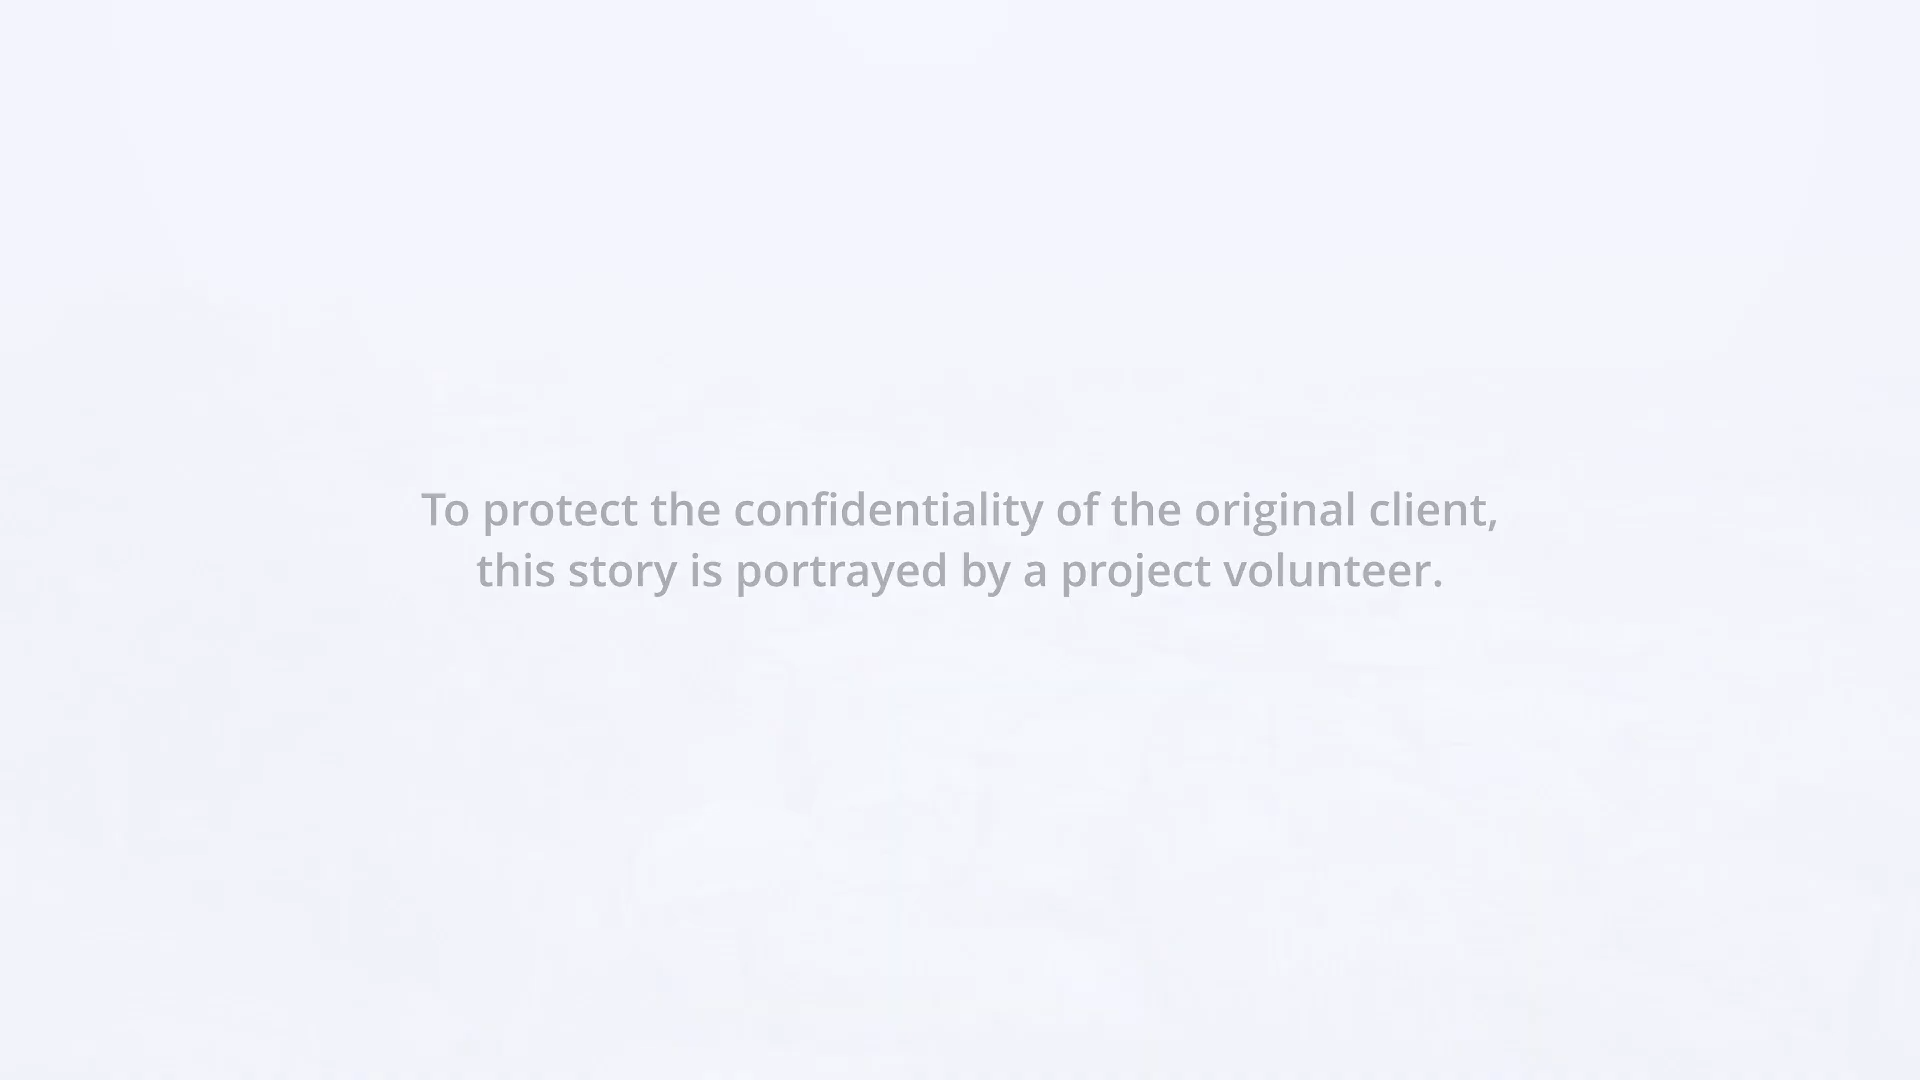 To protect the confidentiality of the original client,
this story is portrayed by a project volunteer.